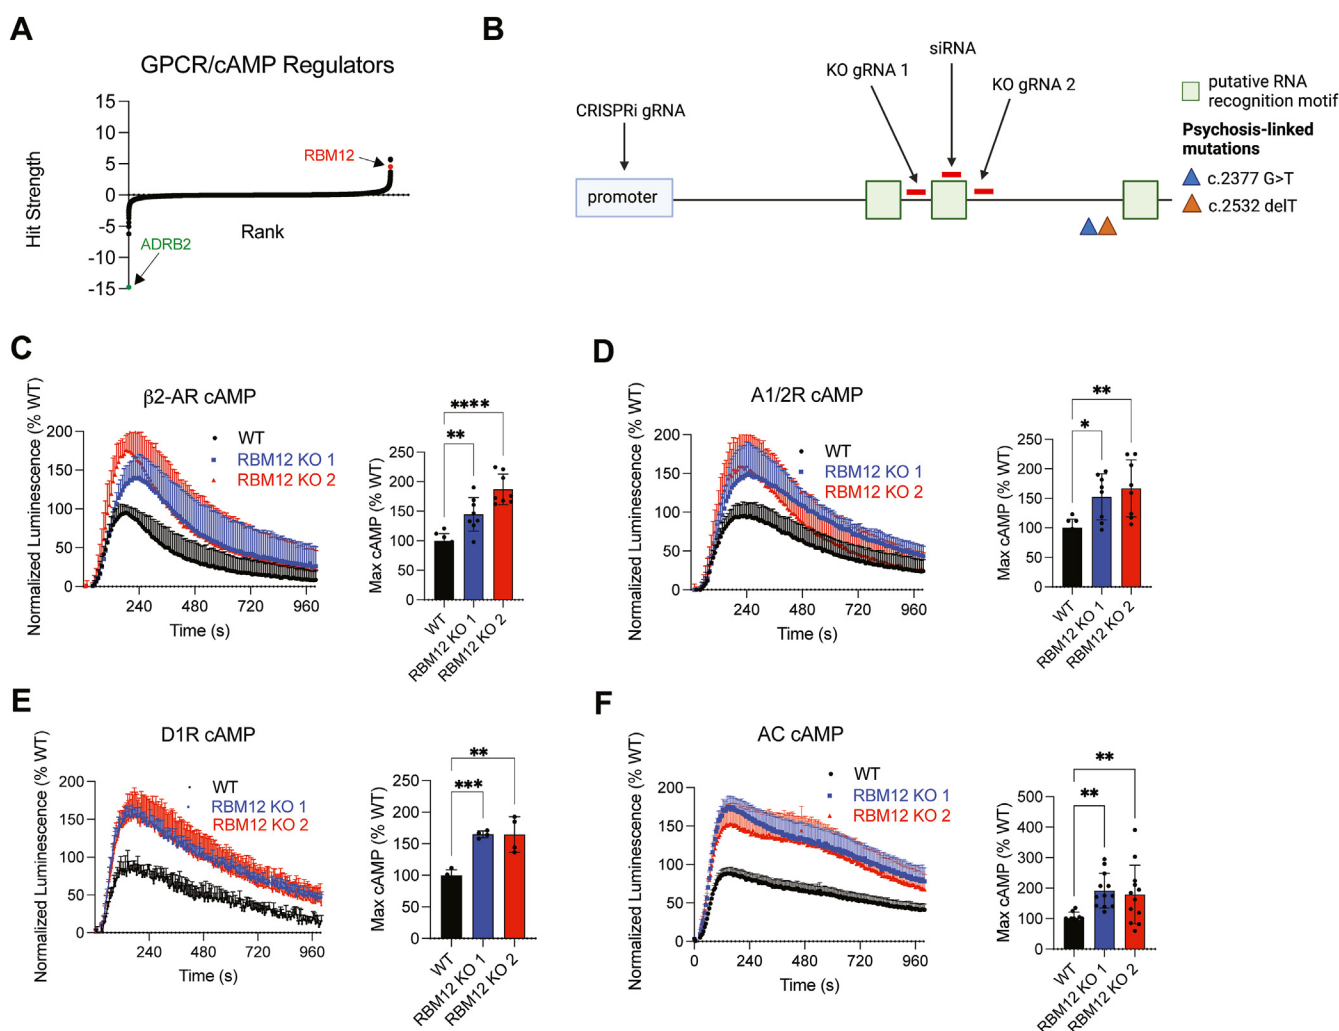 A
GPCR/cAMP Regulators
15
10
5
0
-5
-10
-15
Hit Strength
Rank
RBM12
ADRB2
B
CRISPRi gRNA
promoter
KO gRNA 1
siRNA
KO gRNA 2
putative RNA
recognition motif
Psychosis-linked
mutations
c.2377 G>T
c.2532 delT
C
β2-AR cAMP
Normalized Luminescence (% WT)
200
150
100
50
0
240 480 720 960
Time (s)
WT
RBM12 KO 1
RBM12 KO 2
Max cAMP (% WT)
250
200
150
100
50
0
****
**
WT
RBM12 KO 1
RBM12 KO 2
D
A1/2R cAMP
Normalized Luminescence (% WT)
200
150
100
50
0
240 480 720 960
Time (s)
WT
RBM12 KO 1
RBM12 KO 2
Max cAMP (% WT)
250
200
150
100
50
0
**
*
WT
RBM12 KO 1
RBM12 KO 2
E
D1R cAMP
Normalized Luminescence (% WT)
200
150
100
50
0
240 480 720 960
Time (s)
WT
RBM12 KO 1
RBM12 KO 2
Max cAMP (% WT)
250
200
150
100
50
0
**
***
WT
RBM12 KO 1
RBM12 KO 2
F
AC cAMP
Normalized Luminescence (% WT)
200
150
100
50
0
0 240 480 720 960
Time (s)
WT
RBM12 KO 1
RBM12 KO 2
Max cAMP (% WT)
500
400
300
200
100
0
**
**
WT
RBM12 KO 1
RBM12 KO 2